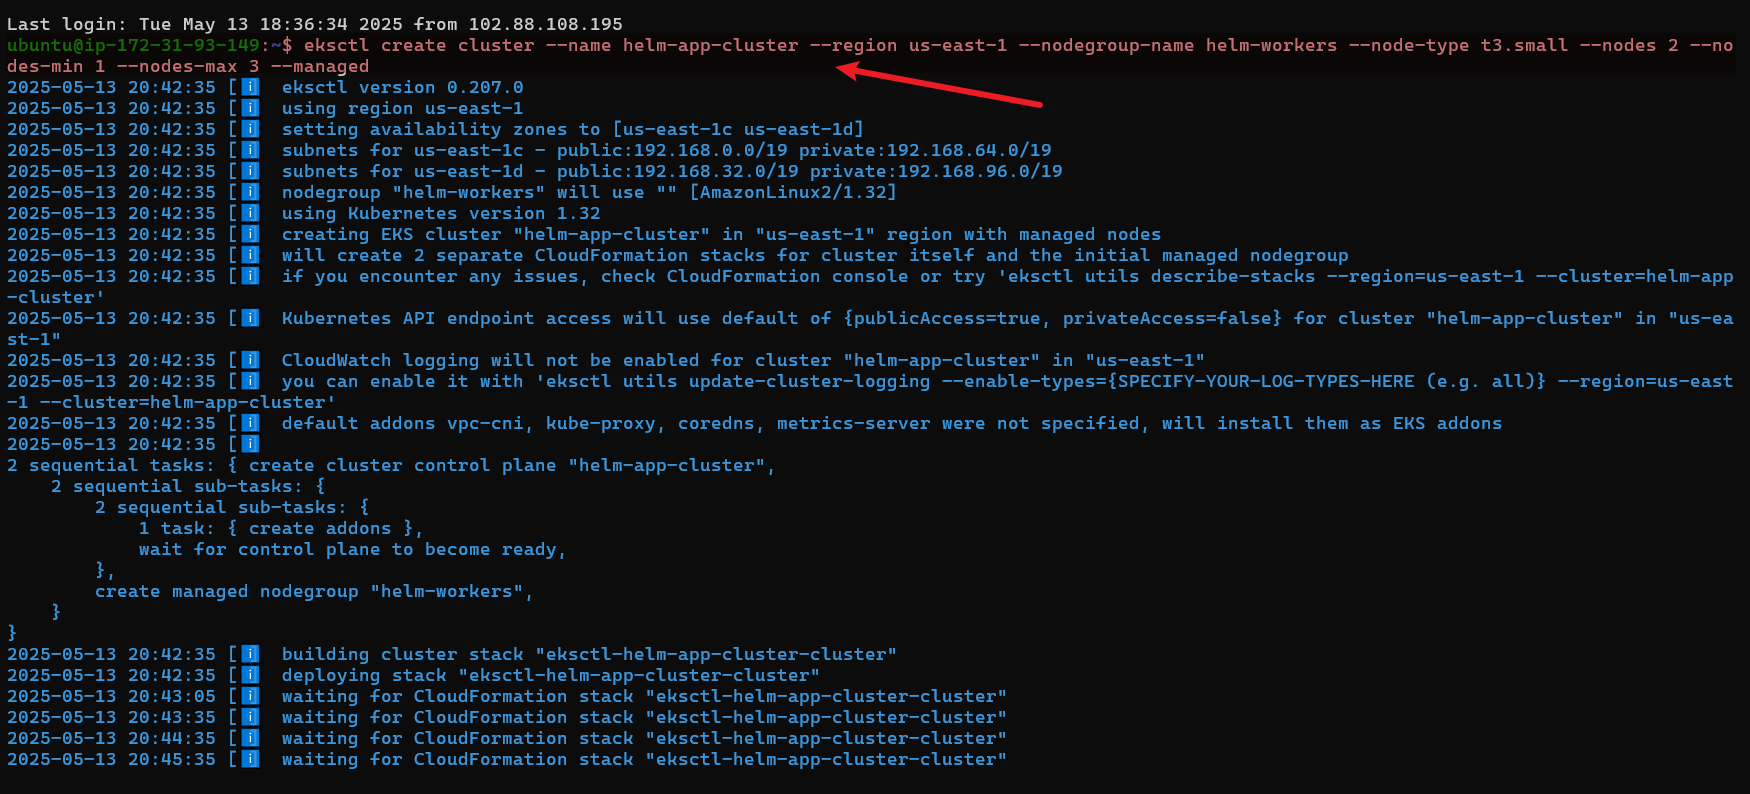 Last login: Tue May 13 18:36:34 2025 from 102.88.108.195
ubuntu@ip-172-31-93-149:~$ eksctl create cluster --name helm-app-cluster --region us-east-1 --nodegroup-name helm-workers --node-type t3.small --nodes 2 --no
des-min 1 --nodes-max 3 --managed
2025-05-13 20:42:35 [ℹ]  eksctl version 0.207.0
2025-05-13 20:42:35 [ℹ]  using region us-east-1
2025-05-13 20:42:35 [ℹ]  setting availability zones to [us-east-1c us-east-1d]
2025-05-13 20:42:35 [ℹ]  subnets for us-east-1c - public:192.168.0.0/19 private:192.168.64.0/19
2025-05-13 20:42:35 [ℹ]  subnets for us-east-1d - public:192.168.32.0/19 private:192.168.96.0/19
2025-05-13 20:42:35 [ℹ]  nodegroup "helm-workers" will use "" [AmazonLinux2/1.32]
2025-05-13 20:42:35 [ℹ]  using Kubernetes version 1.32
2025-05-13 20:42:35 [ℹ]  creating EKS cluster "helm-app-cluster" in "us-east-1" region with managed nodes
2025-05-13 20:42:35 [ℹ]  will create 2 separate CloudFormation stacks for cluster itself and the initial managed nodegroup
2025-05-13 20:42:35 [ℹ]  if you encounter any issues, check CloudFormation console or try 'eksctl utils describe-stacks --region=us-east-1 --cluster=helm-app
-cluster'
2025-05-13 20:42:35 [ℹ]  Kubernetes API endpoint access will use default of {publicAccess=true, privateAccess=false} for cluster "helm-app-cluster" in "us-ea
st-1"
2025-05-13 20:42:35 [ℹ]  CloudWatch logging will not be enabled for cluster "helm-app-cluster" in "us-east-1"
2025-05-13 20:42:35 [ℹ]  you can enable it with 'eksctl utils update-cluster-logging --enable-types={SPECIFY-YOUR-LOG-TYPES-HERE (e.g. all)} --region=us-east
-1 --cluster=helm-app-cluster'
2025-05-13 20:42:35 [ℹ]  default addons vpc-cni, kube-proxy, coredns, metrics-server were not specified, will install them as EKS addons
2025-05-13 20:42:35 [ℹ]
2 sequential tasks: { create cluster control plane "helm-app-cluster",
    2 sequential sub-tasks: {
        2 sequential sub-tasks: {
            1 task: { create addons },
            wait for control plane to become ready,
        },
        create managed nodegroup "helm-workers",
    }
}
2025-05-13 20:42:35 [ℹ]  building cluster stack "eksctl-helm-app-cluster-cluster"
2025-05-13 20:42:35 [ℹ]  deploying stack "eksctl-helm-app-cluster-cluster"
2025-05-13 20:43:05 [ℹ]  waiting for CloudFormation stack "eksctl-helm-app-cluster-cluster"
2025-05-13 20:43:35 [ℹ]  waiting for CloudFormation stack "eksctl-helm-app-cluster-cluster"
2025-05-13 20:44:35 [ℹ]  waiting for CloudFormation stack "eksctl-helm-app-cluster-cluster"
2025-05-13 20:45:35 [ℹ]  waiting for CloudFormation stack "eksctl-helm-app-cluster-cluster"